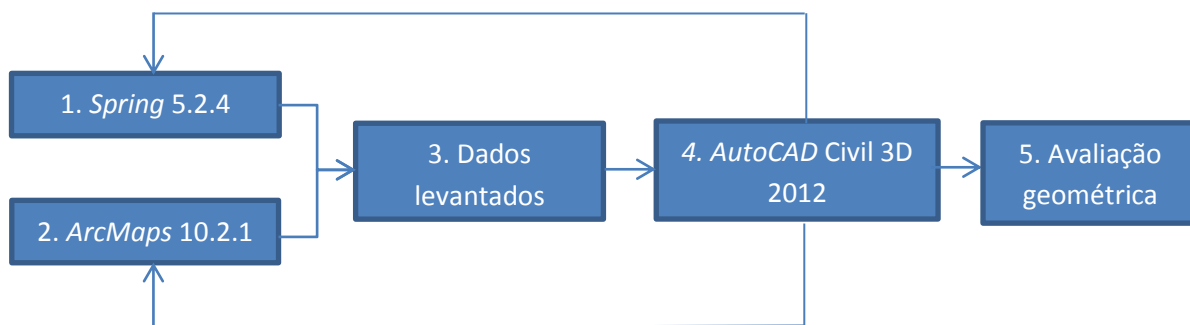 1. Spring 5.2.4
2. ArcMaps 10.2.1
3. Dados
levantados
4. AutoCAD Civil 3D
2012
5. Avaliação
geométrica